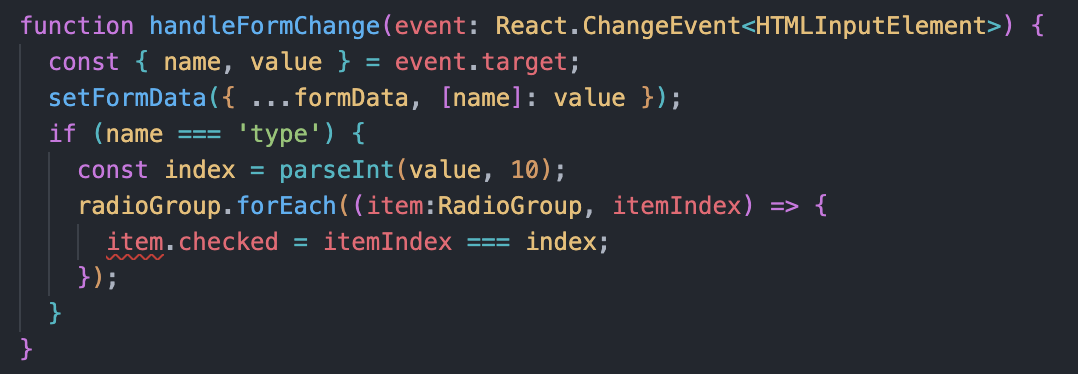 function handleFormChange(event: React.ChangeEvent<HTMLInputElement>) {
const { name, value } = event.target;
setFormData({ ...formData, [name]: value });
if (name === 'type') {
const index = parseInt(value, 10);
radioGroup.forEach((item:RadioGroup, itemIndex) => {
item.checked = itemIndex === index;
});
}
}